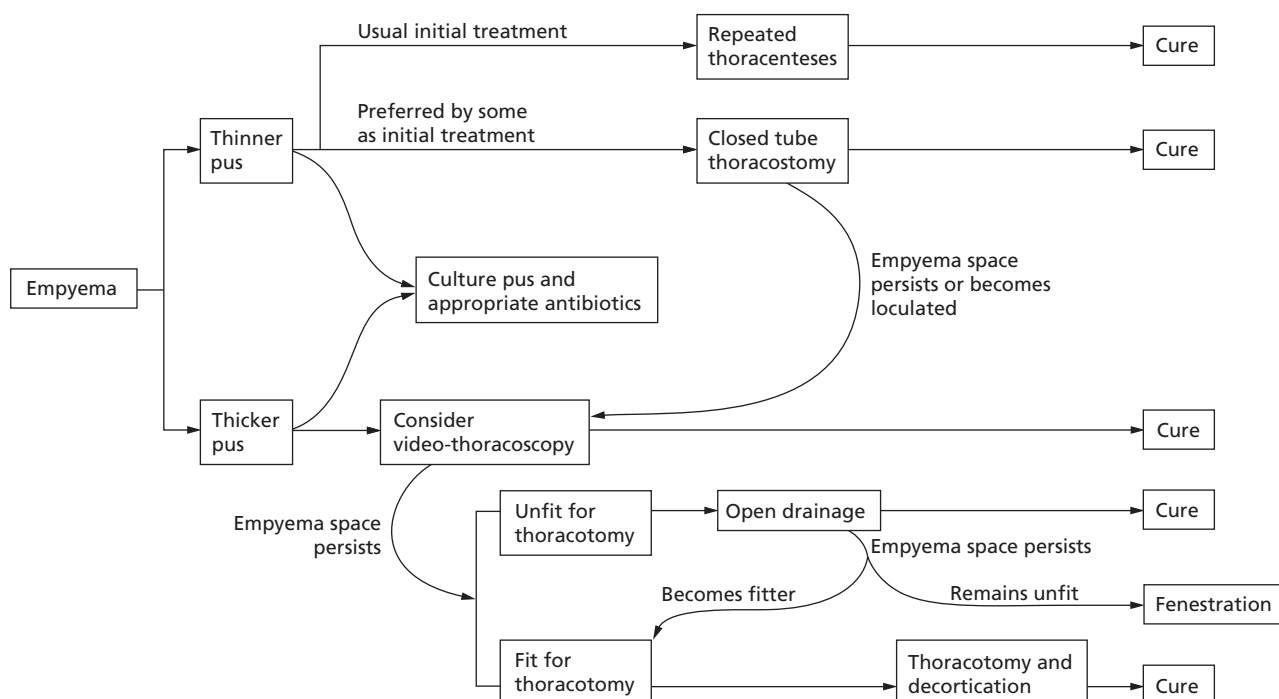 Usual initial treatment
Repeated
thoracenteses
Cure
Preferred by some
as initial treatment
Thinner
pus
Closed tube
thoracostomy
Cure
Empyema
Culture pus and
appropriate antibiotics
Empyema space
persists or becomes
loculated
Thicker
pus
Consider
video-thoracoscopy
Cure
Empyema space
persists
Unfit for
thoracotomy
Open drainage
Cure
Empyema space persists
Becomes fitter
Remains unfit
Fenestration
Fit for
thoracotomy
Thoracotomy and
decortication
Cure